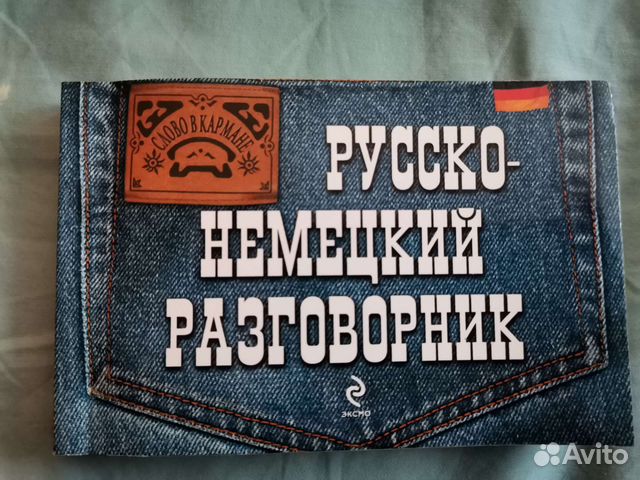 СЛОВО В КАРМАНЕ
РУССКО-
НЕМЕЦКИЙ
РАЗГОВОРНИК
ЭКСМО
Avito